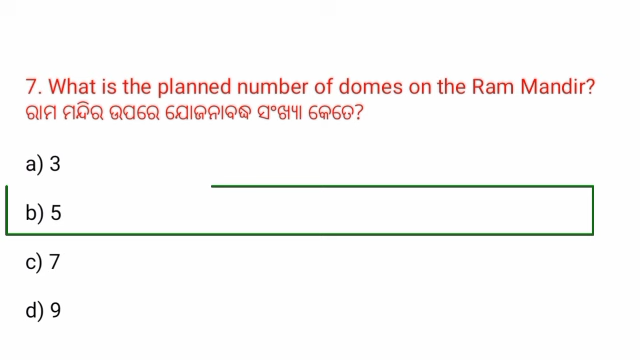 7. What is the planned number of domes on the Ram Mandir?
ରାମ ମନ୍ଦିର ଉପରେ ଯୋଜନାବଦ୍ଧ ସଂଖ୍ୟା କେତେ?
a) 3
b) 5
c) 7
d) 9